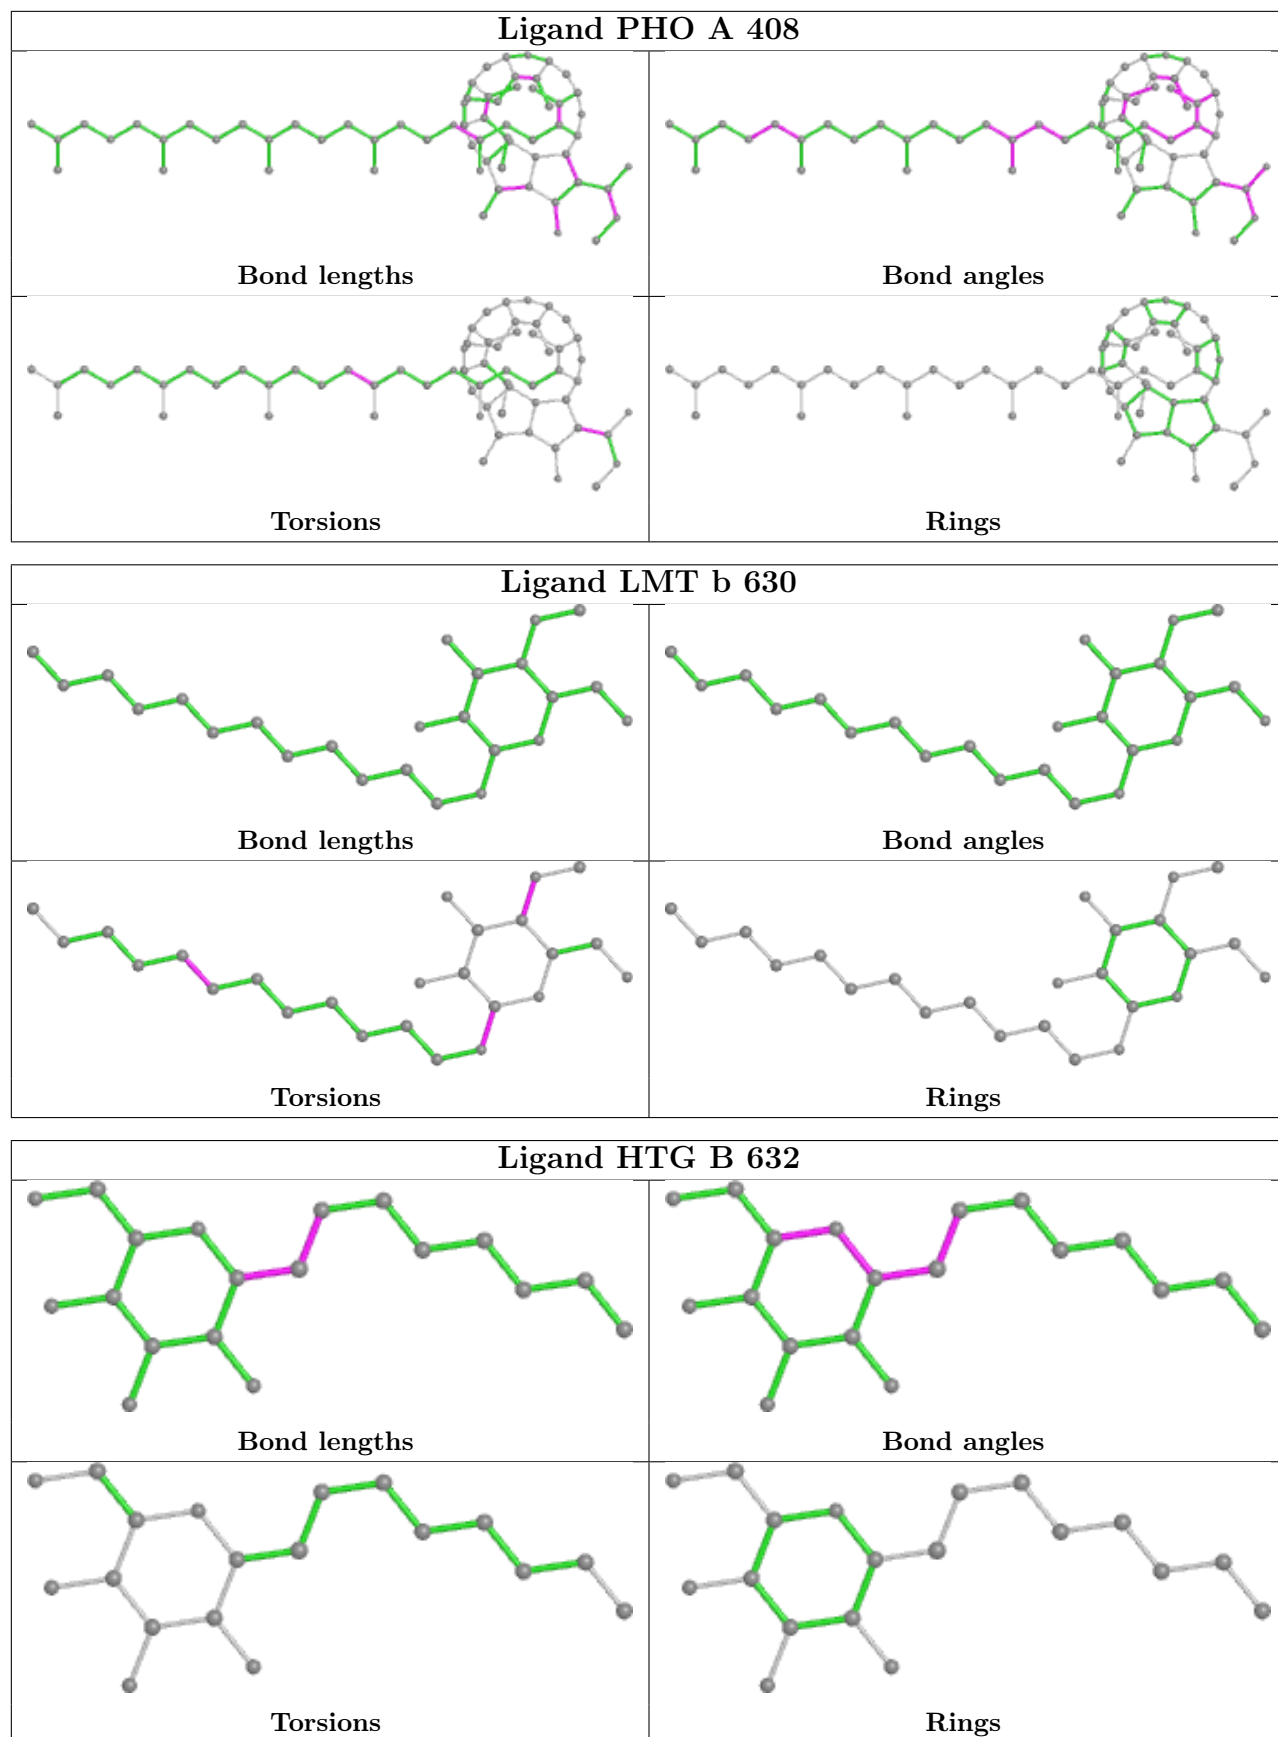 Ligand PHO A 408
Bond lengths
Bond angles
Torsions
Rings
Ligand LMT b 630
Bond lengths
Bond angles
Torsions
Rings
Ligand HTG B 632
Bond lengths
Bond angles
Torsions
Rings